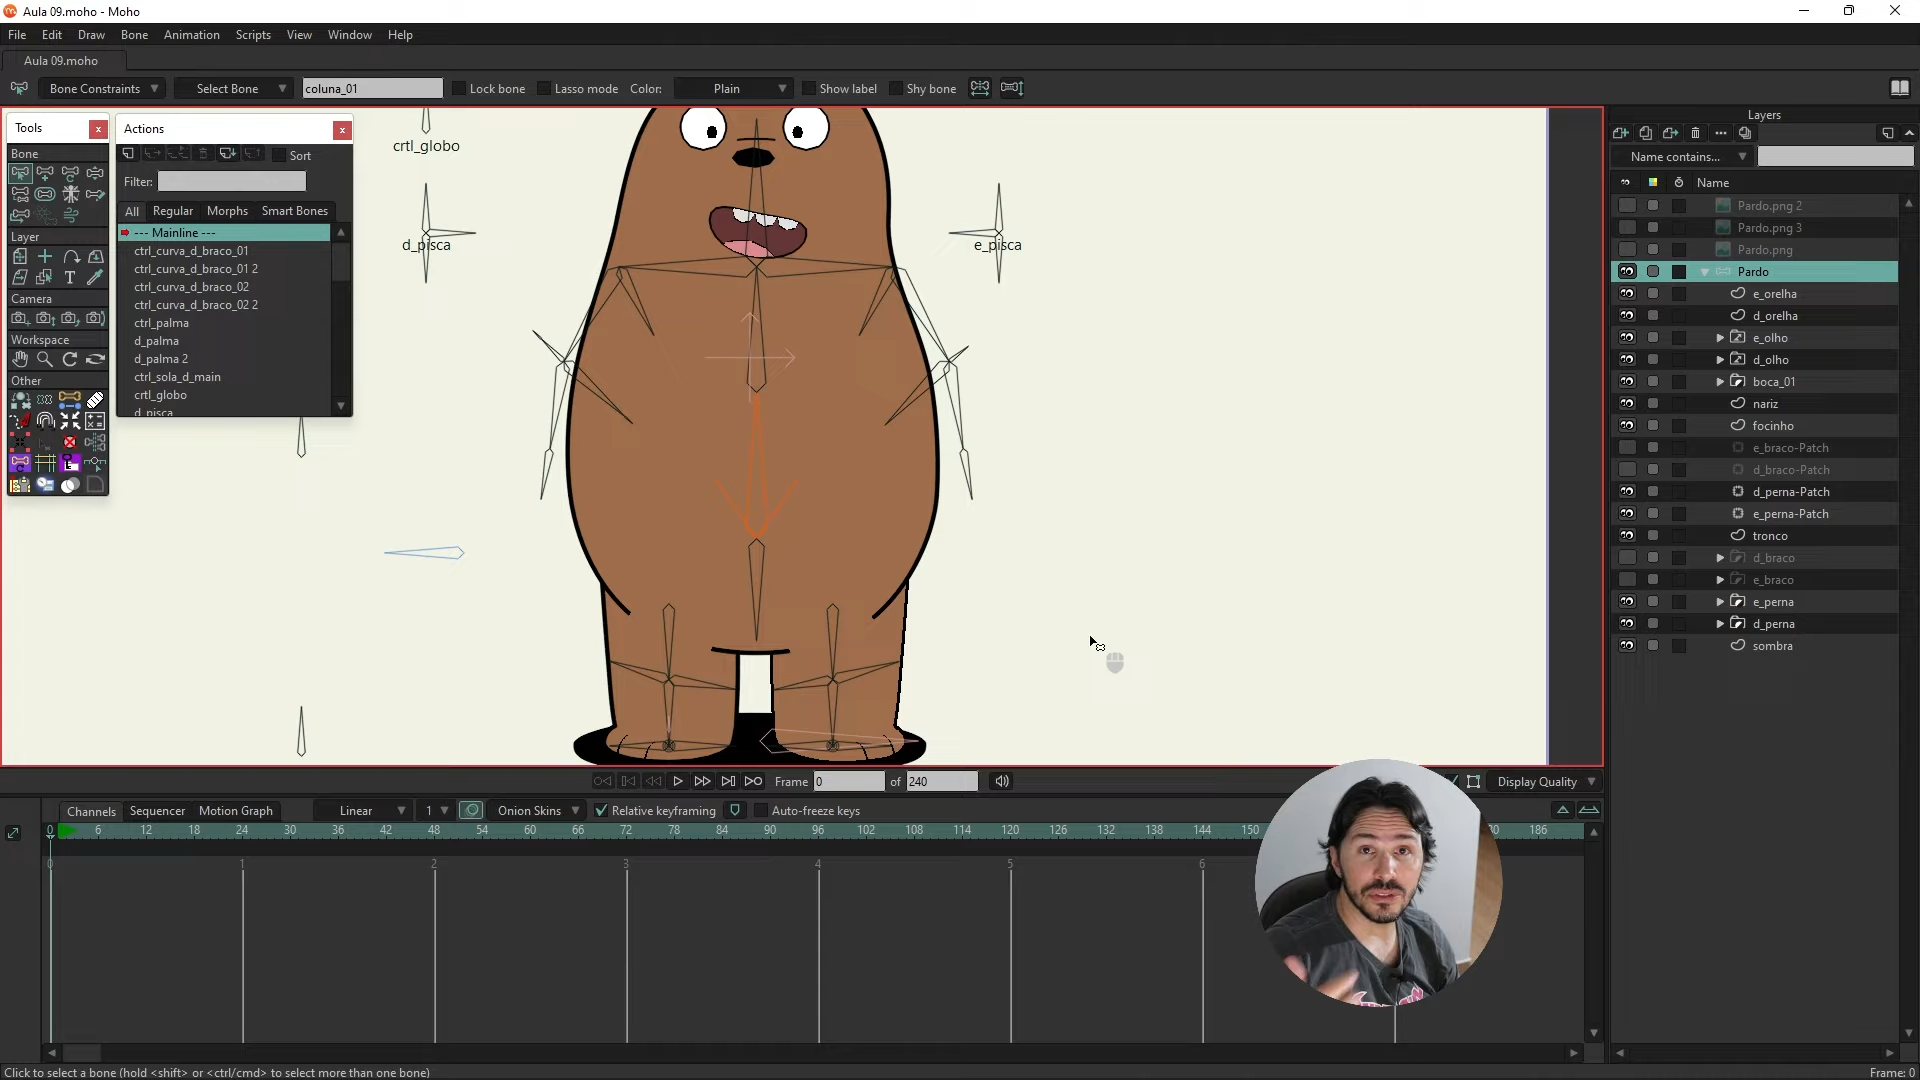 Aula 09.moho - Moho
File Edit Draw Bone Animation Scripts View Window Help
Aula 09.moho
Bone Constraints Select Bone coluna_01 Lock bone Lasso mode Color: Plain Show label Shy bone
Tools
Bone
Layer
Camera
Workspace
Other
Actions
Sort
Filter:
All Regular Morphs Smart Bones
--- Mainline ---
ctrl_curva_d_braco_01
ctrl_curva_d_braco_01 2
ctrl_curva_d_braco_02
ctrl_curva_d_braco_02 2
ctrl_palma
d_palma
d_palma 2
ctrl_sola_d_main
crtl_globo
d_pisca
crtl_globo
d_pisca
e_pisca
Layers
Name contains...
Name
Pardo.png 2
Pardo.png 3
Pardo.png
Pardo
e_orelha
d_orelha
e_olho
d_olho
boca_01
nariz
focinho
e_braco-Patch
d_braco-Patch
d_perna-Patch
e_perna-Patch
tronco
d_braco
e_braco
e_perna
d_perna
sombra
Frame 0 of 240 Display Quality
Channels Sequencer Motion Graph Linear 1 Onion Skins Relative keyframing Auto-freeze keys
0 6 12 18 24 30 36 42 48 54 60 66 72 78 84 90 96 102 108 114 120 126 132 138 144 150 186
0 1 2 3 4 5 6
Click to select a bone (hold <shift> or <ctrl/cmd> to select more than one bone)
Frame: 0